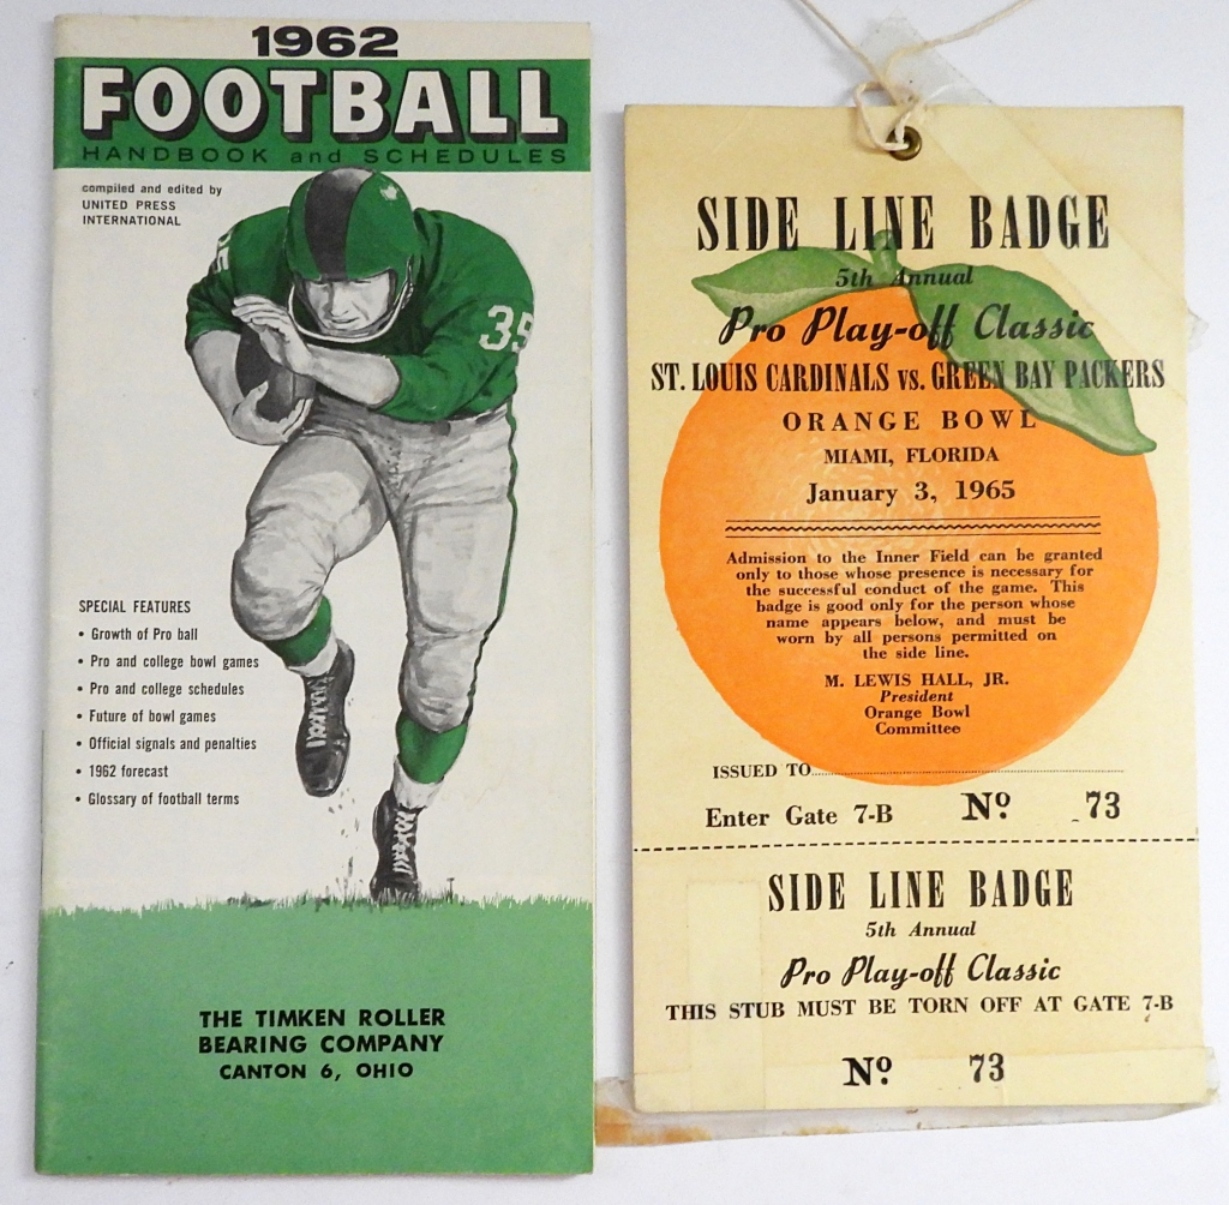 1962
FOOTBALL
HANDBOOK and SCHEDULES
compiled and edited by
UNITED PRESS
INTERNATIONAL
35
SPECIAL FEATURES
• Growth of Pro ball
• Pro and college bowl games
• Pro and college schedules
• Future of bowl games
• Official signals and penalties
• 1962 forecast
• Glossary of football terms
THE TIMKEN ROLLER
BEARING COMPANY
CANTON 6, OHIO
SIDE LINE BADGE
5th Annual
Pro Play-off Classic
ST. LOUIS CARDINALS vs. GREEN BAY PACKERS
ORANGE BOWL
MIAMI, FLORIDA
January 3, 1965
Admission to the Inner Field can be granted
only to those whose presence is necessary for
the successful conduct of the game. This
badge is good only for the person whose
name appears below, and must be
worn by all persons permitted on
the side line.
M. LEWIS HALL, JR.
President
Orange Bowl
Committee
ISSUED TO
Enter Gate 7-B Nº 73
SIDE LINE BADGE
5th Annual
Pro Play-off Classic
THIS STUB MUST BE TORN OFF AT GATE 7-B
Nº 73